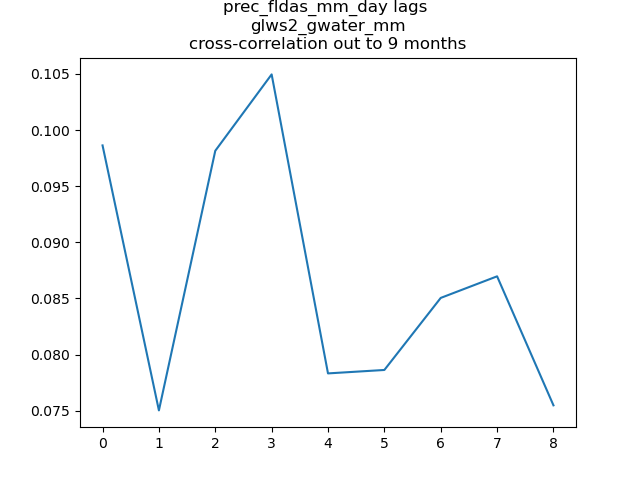 prec_fldas_mm_day lags
glws2_gwater_mm
cross-correlation out to 9 months
0.105
0.100
0.095
0.090
0.085
0.080
0.075
0 1 2 3 4 5 6 7 8